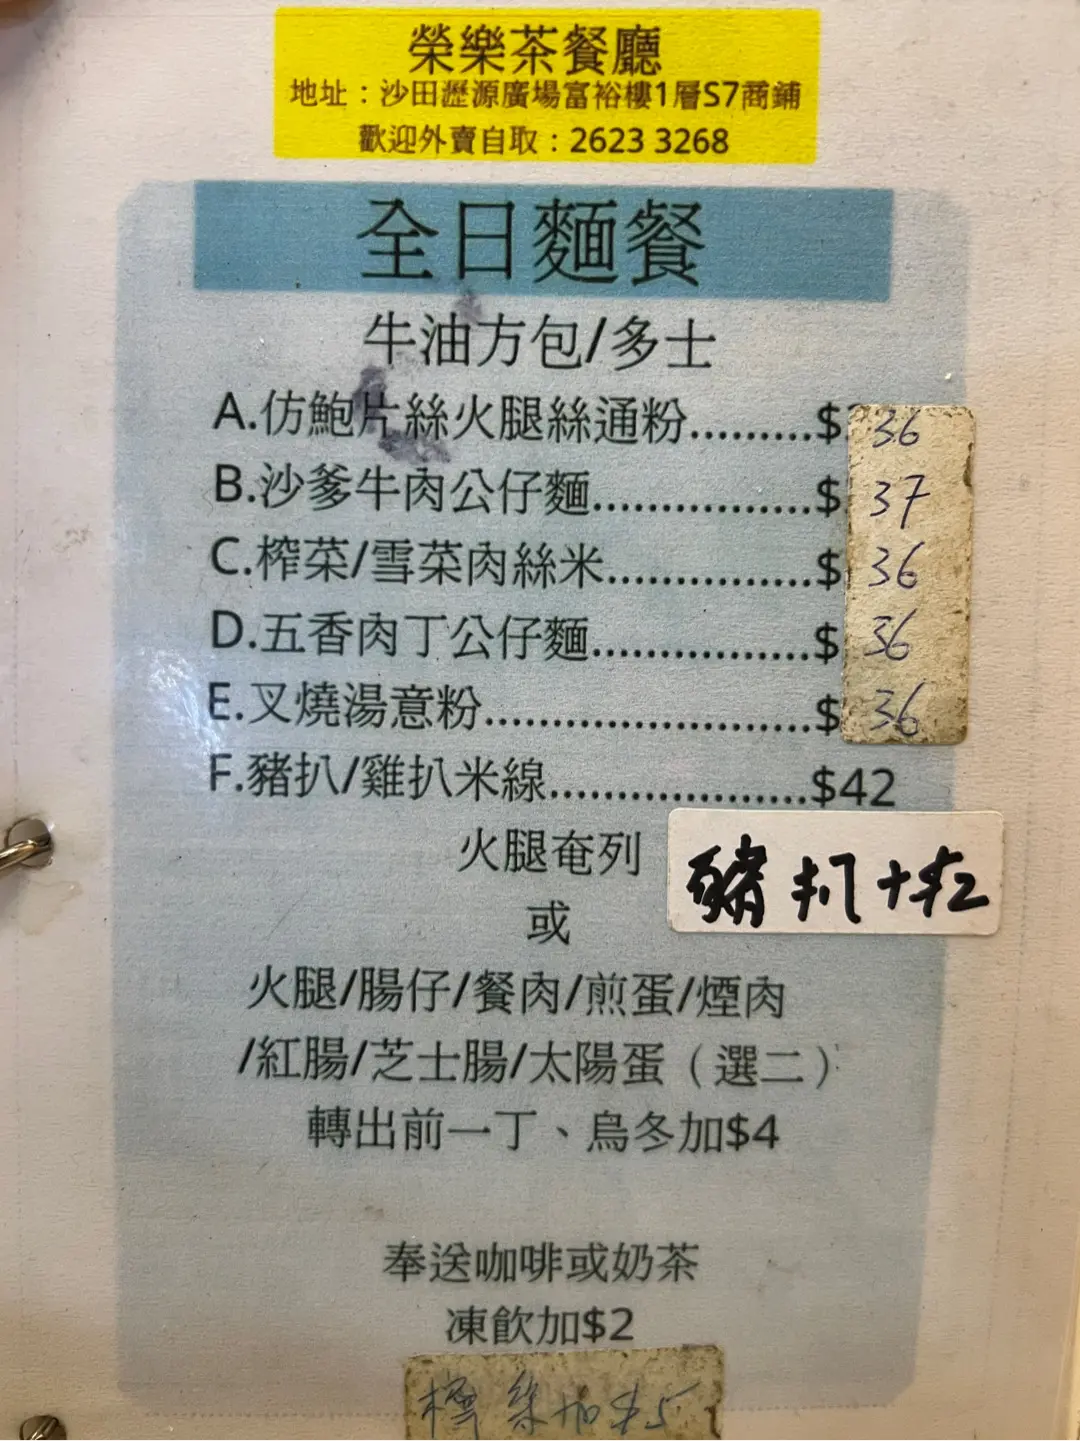 榮樂茶餐廳
地址：沙田瀝源廣場富裕樓1層S7商鋪
歡迎外賣自取：2623 3268
全日麵餐
牛油方包/多士
A.仿鮑片絲火腿絲通粉.........$ 36
B.沙爹牛肉公仔麵................$ 37
C.榨菜/雪菜肉絲米...............$ 36
D.五香肉丁公仔麵................$ 36
E.叉燒湯意粉........................$ 36
F.豬扒/雞扒米線...................$42
火腿奄列
豬扒+$2
或
火腿/腸仔/餐肉/煎蛋/煙肉
/紅腸/芝士腸/太陽蛋（選二）
轉出前一丁、烏冬加$4
奉送咖啡或奶茶
凍飲加$2
加$5